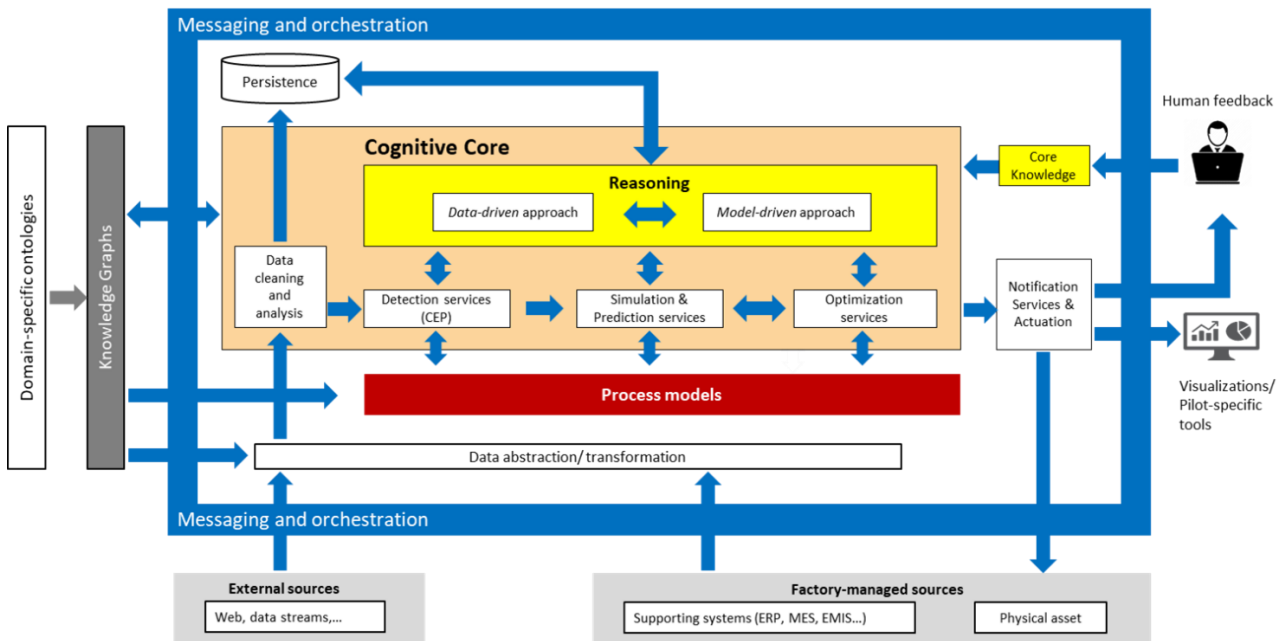 Messaging and orchestration
Persistence
Human feedback
Cognitive Core
Core
Knowledge
Reasoning
Data-driven approach
Model-driven approach
Domain-specific ontologies
Knowledge Graphs
Data
cleaning
and
analysis
Detection services
(CEP)
Simulation &
Prediction services
Optimization
services
Notification
Services &
Actuation
Process models
Visualizations/
Pilot-specific
tools
Data abstraction/ transformation
Messaging and orchestration
External sources
Web, data streams,...
Factory-managed sources
Supporting systems (ERP, MES, EMIS...)
Physical asset